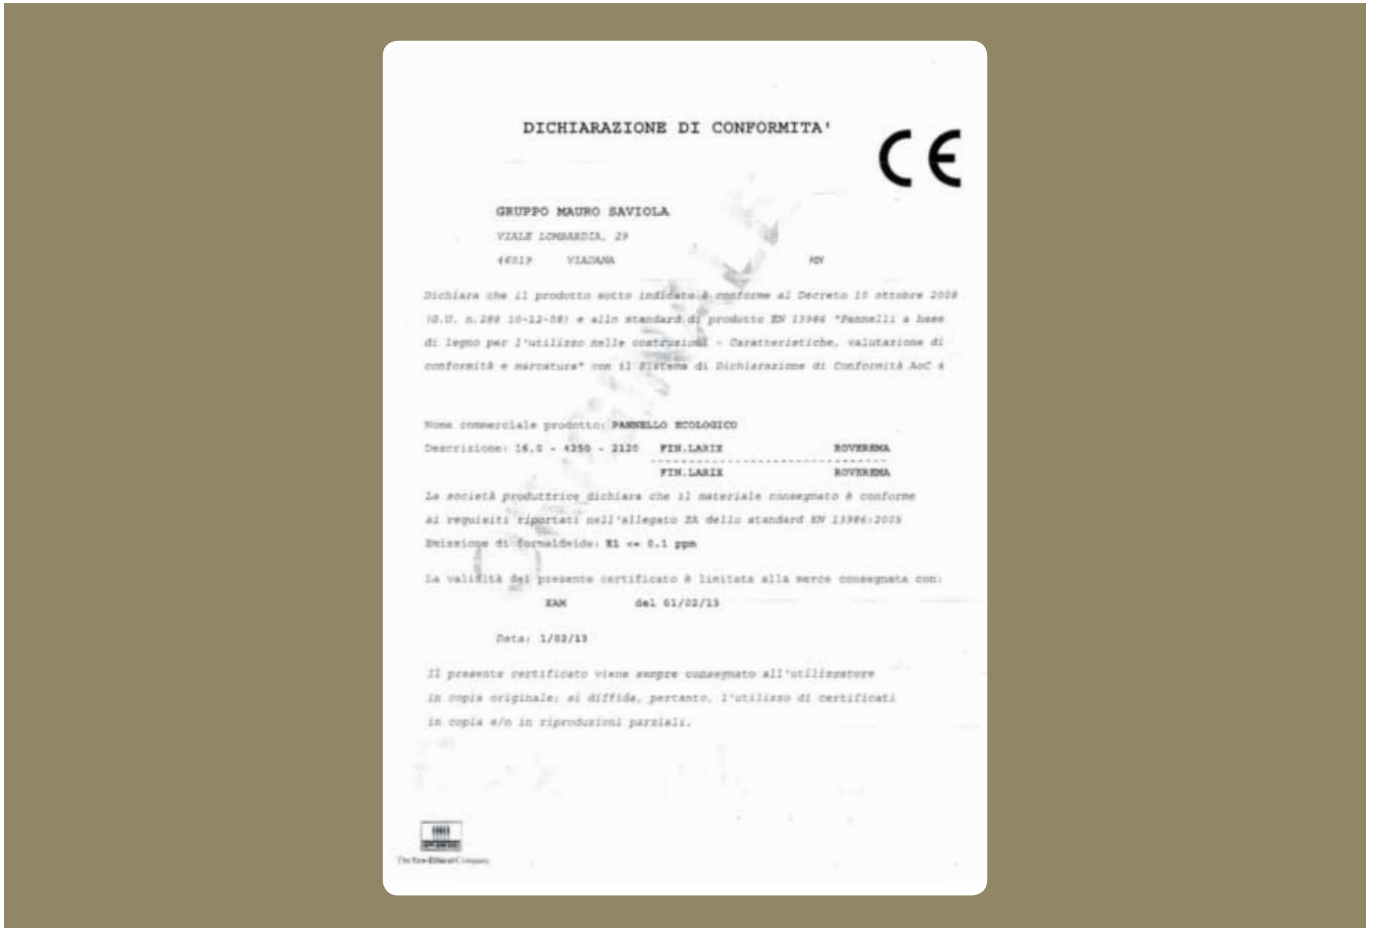 DICHIARAZIONE DI CONFORMITA'
CE
GRUPPO MAURO SAVIOLA
VIALE LOMBARDIA, 29
46019 VIADANA MN
Dichiara che il prodotto sotto indicato è conforme al Decreto 10 ottobre 2008
(G.U. n.288 10-12-08) e allo standard di prodotto EN 13986 "Pannelli a base
di legno per l'utilizzo nelle costruzioni - Caratteristiche, valutazione di
conformità e marcatura" con il Sistema di Dichiarazione di Conformità AoC 4
Nome commerciale prodotto: PANNELLO ECOLOGICO
Descrizione: 16.0 - 4350 - 2120 FIN.LARIX ROVEREMA
FIN.LARIX ROVEREMA
La società produttrice dichiara che il materiale consegnato è conforme
ai requisiti riportati nell'allegato ZA dello standard EN 13986:2005
Emissione di formaldeide: E1 <= 0.1 ppm
La validità del presente certificato è limitata alla merce consegnata con:
XAM del 01/02/13
Data: 1/02/13
Il presente certificato viene sempre consegnato all'utilizzatore
in copia originale; si diffida, pertanto, l'utilizzo di certificati
in copia e/o in riproduzioni parziali.
ORIGINALE
The Eco-Ethical Company